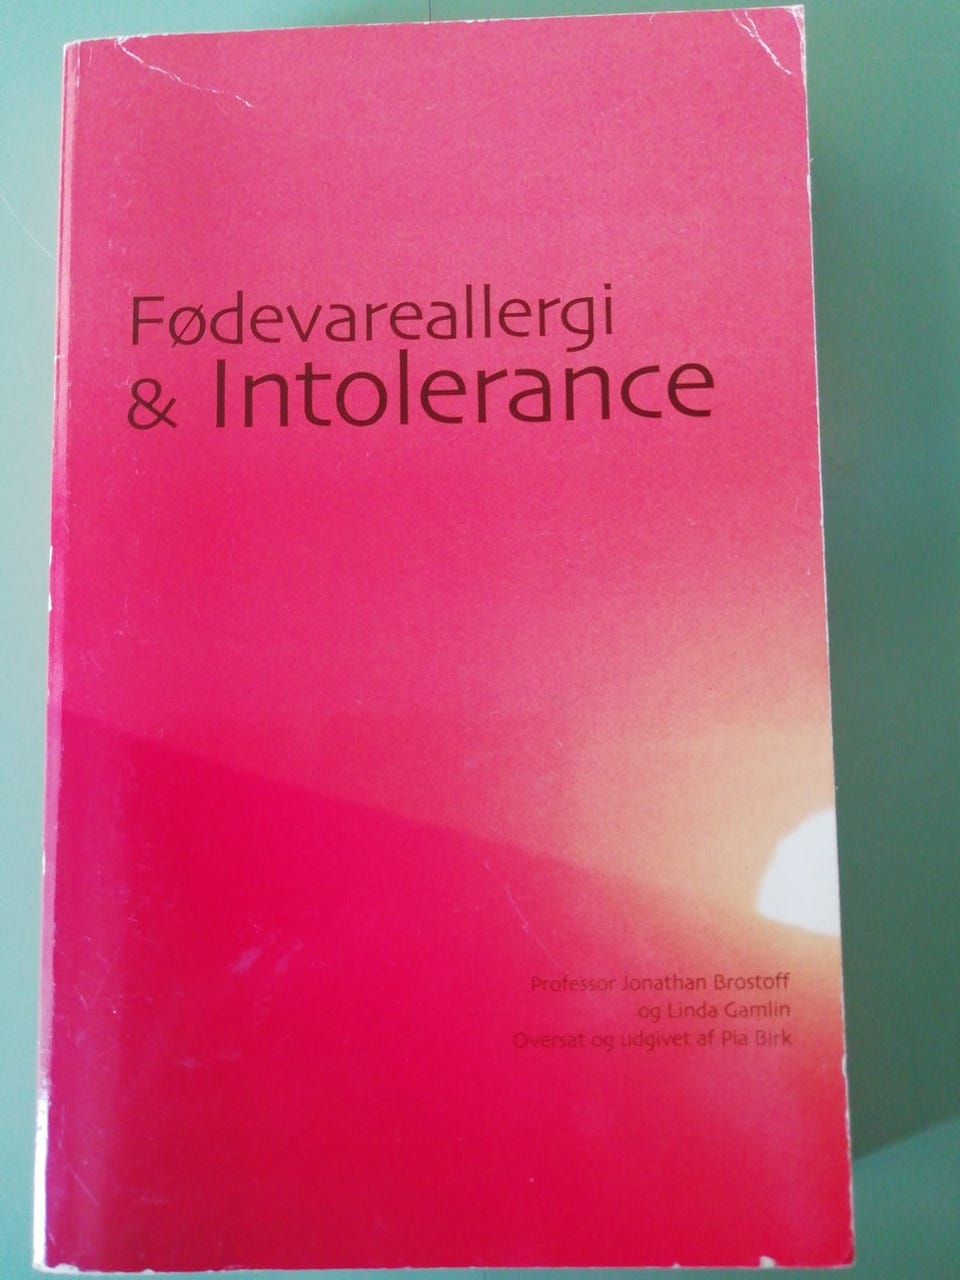 Fødevareallergi
& Intolerance
Professor Jonathan Brostoff
og Linda Gamlin
Oversat og udgivet af Pia Birk